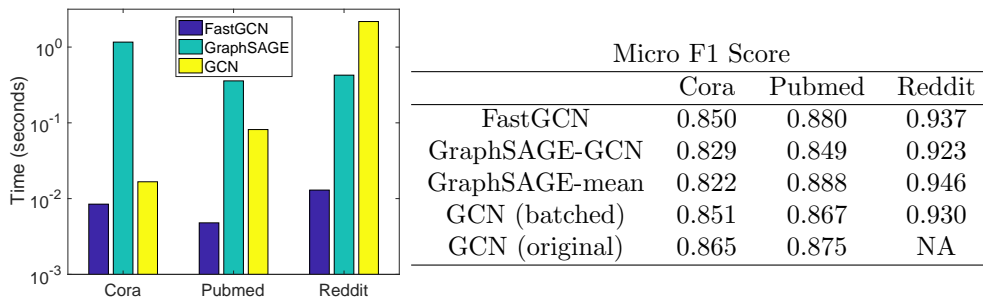 FastGCN
GraphSAGE
GCN
Time (seconds)
10^0
10^-1
10^-2
10^-3
Cora Pubmed Reddit
Micro F1 Score
Cora Pubmed Reddit
FastGCN 0.850 0.880 0.937
GraphSAGE-GCN 0.829 0.849 0.923
GraphSAGE-mean 0.822 0.888 0.946
GCN (batched) 0.851 0.867 0.930
GCN (original) 0.865 0.875 NA